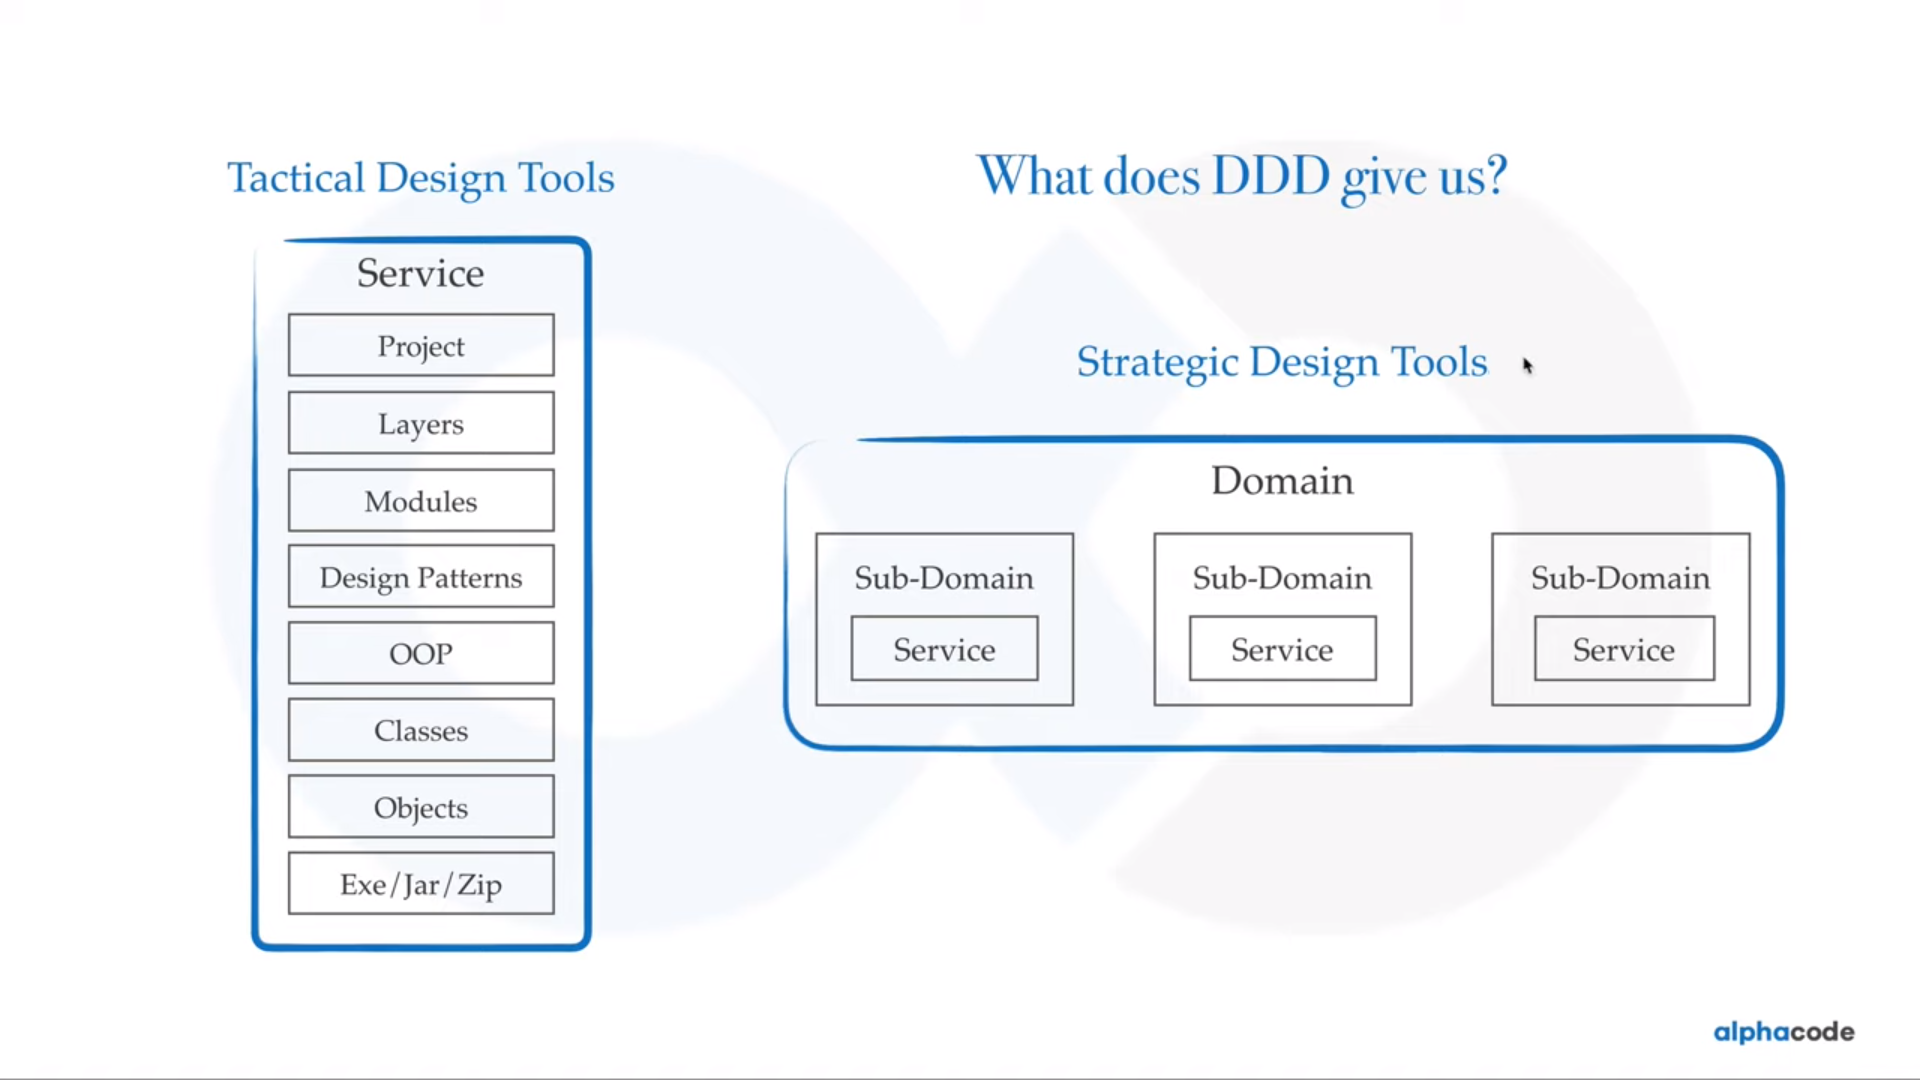 What does DDD give us?
Tactical Design Tools
Service
Project
Layers
Modules
Design Patterns
OOP
Classes
Objects
Exe/Jar/Zip
Strategic Design Tools
Domain
Sub-Domain
Service
Sub-Domain
Service
Sub-Domain
Service
alphacode